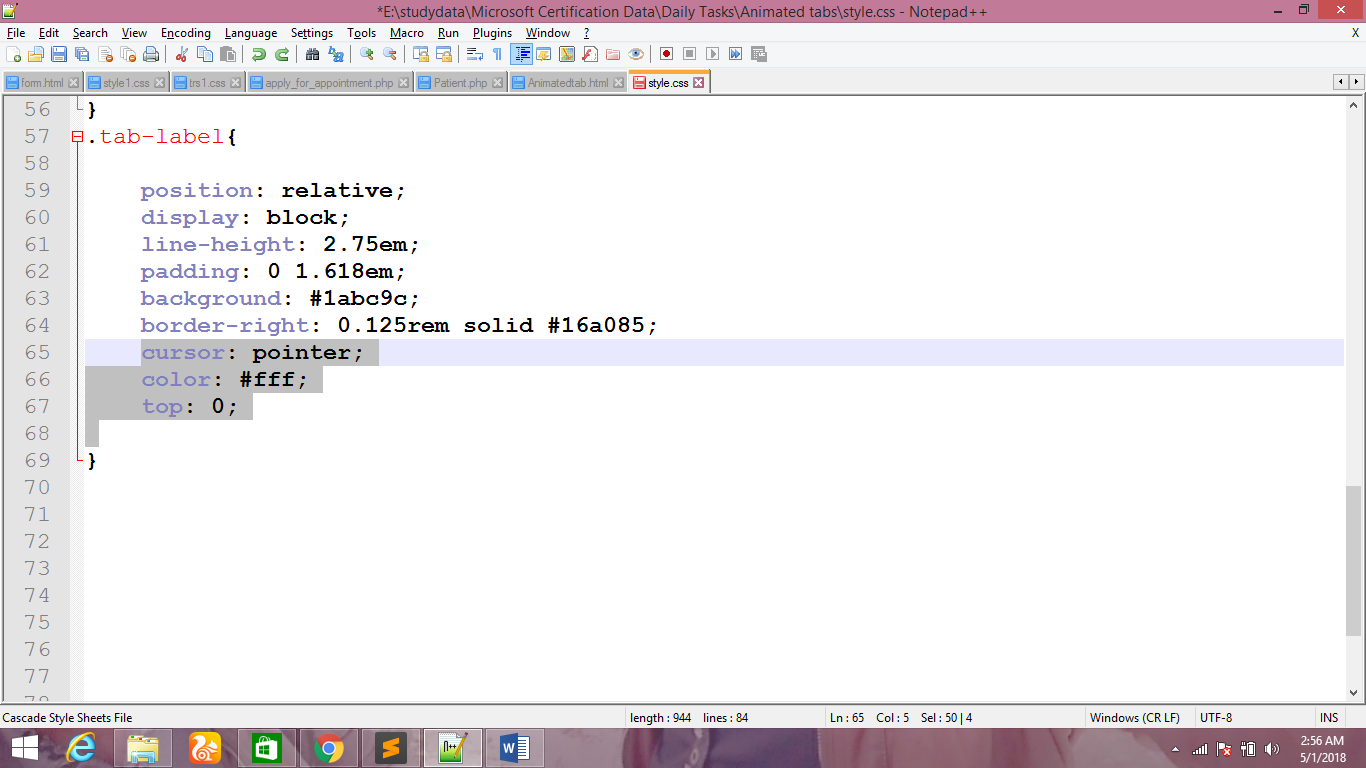 *E:\studydata\Microsoft Certification Data\Daily Tasks\Animated tabs\style.css - Notepad++
File Edit Search View Encoding Language Settings Tools Macro Run Plugins Window ? X
form.html style1.css trs1.css apply_for_appointment.php Patient.php Animatedtab.html style.css
56 }
57 .tab-label{
58
59 position: relative;
60 display: block;
61 line-height: 2.75em;
62 padding: 0 1.618em;
63 background: #1abc9c;
64 border-right: 0.125rem solid #16a085;
65 cursor: pointer;
66 color: #fff;
67 top: 0;
68
69 }
70
71
72
73
74
75
76
77
78
Cascade Style Sheets File length : 944 lines : 84 Ln : 65 Col : 5 Sel : 50 | 4 Windows (CR LF) UTF-8 INS
2:56 AM
5/1/2018